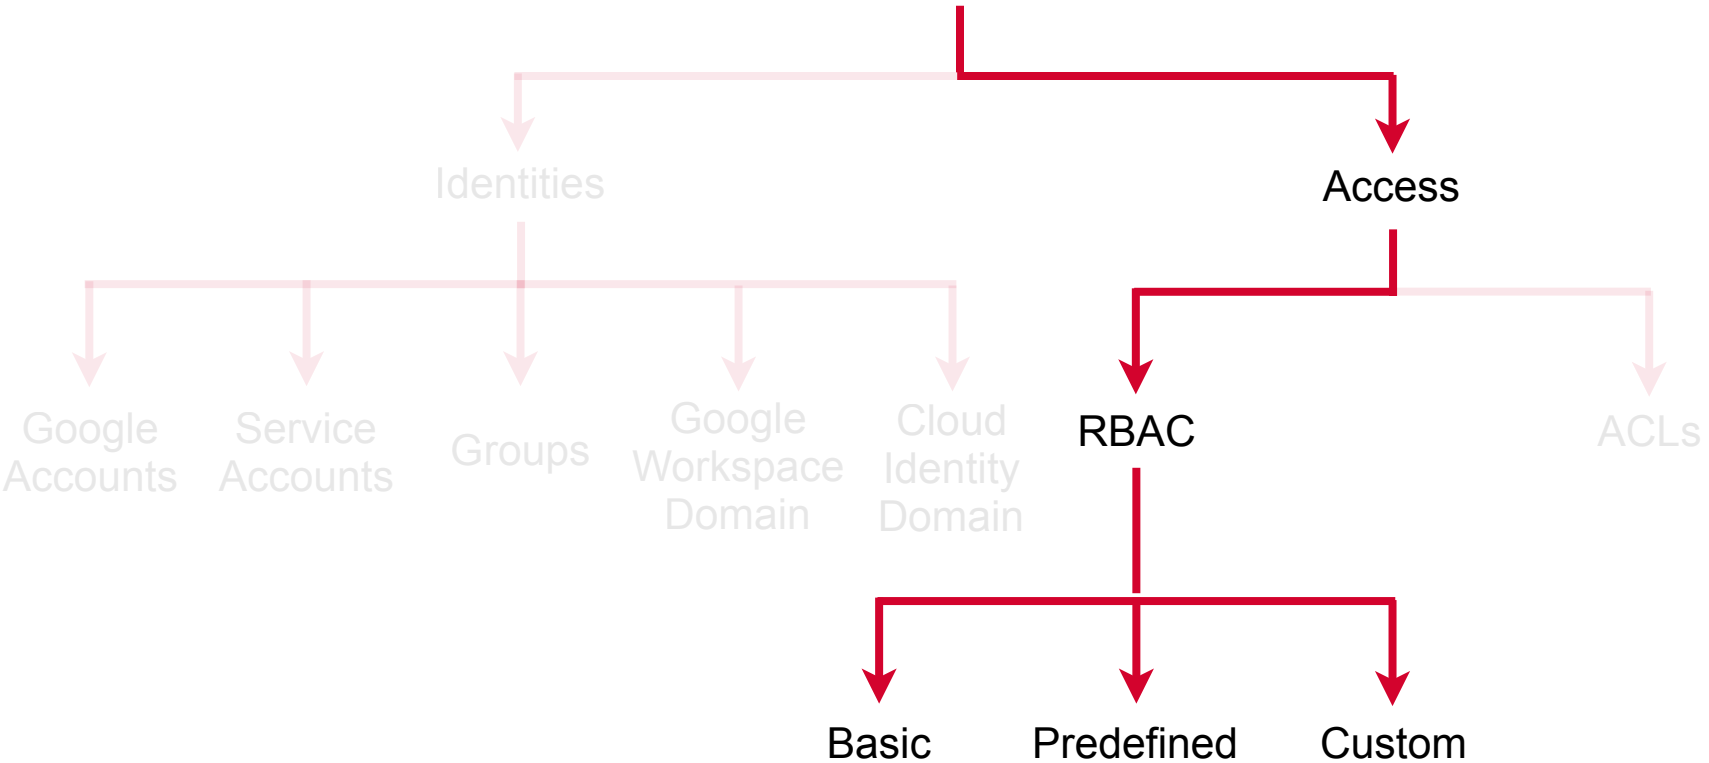 Identities
Access
Google
Accounts
Service
Accounts
Groups
Google
Workspace
Domain
Cloud
Identity
Domain
RBAC
ACLs
Basic
Predefined
Custom